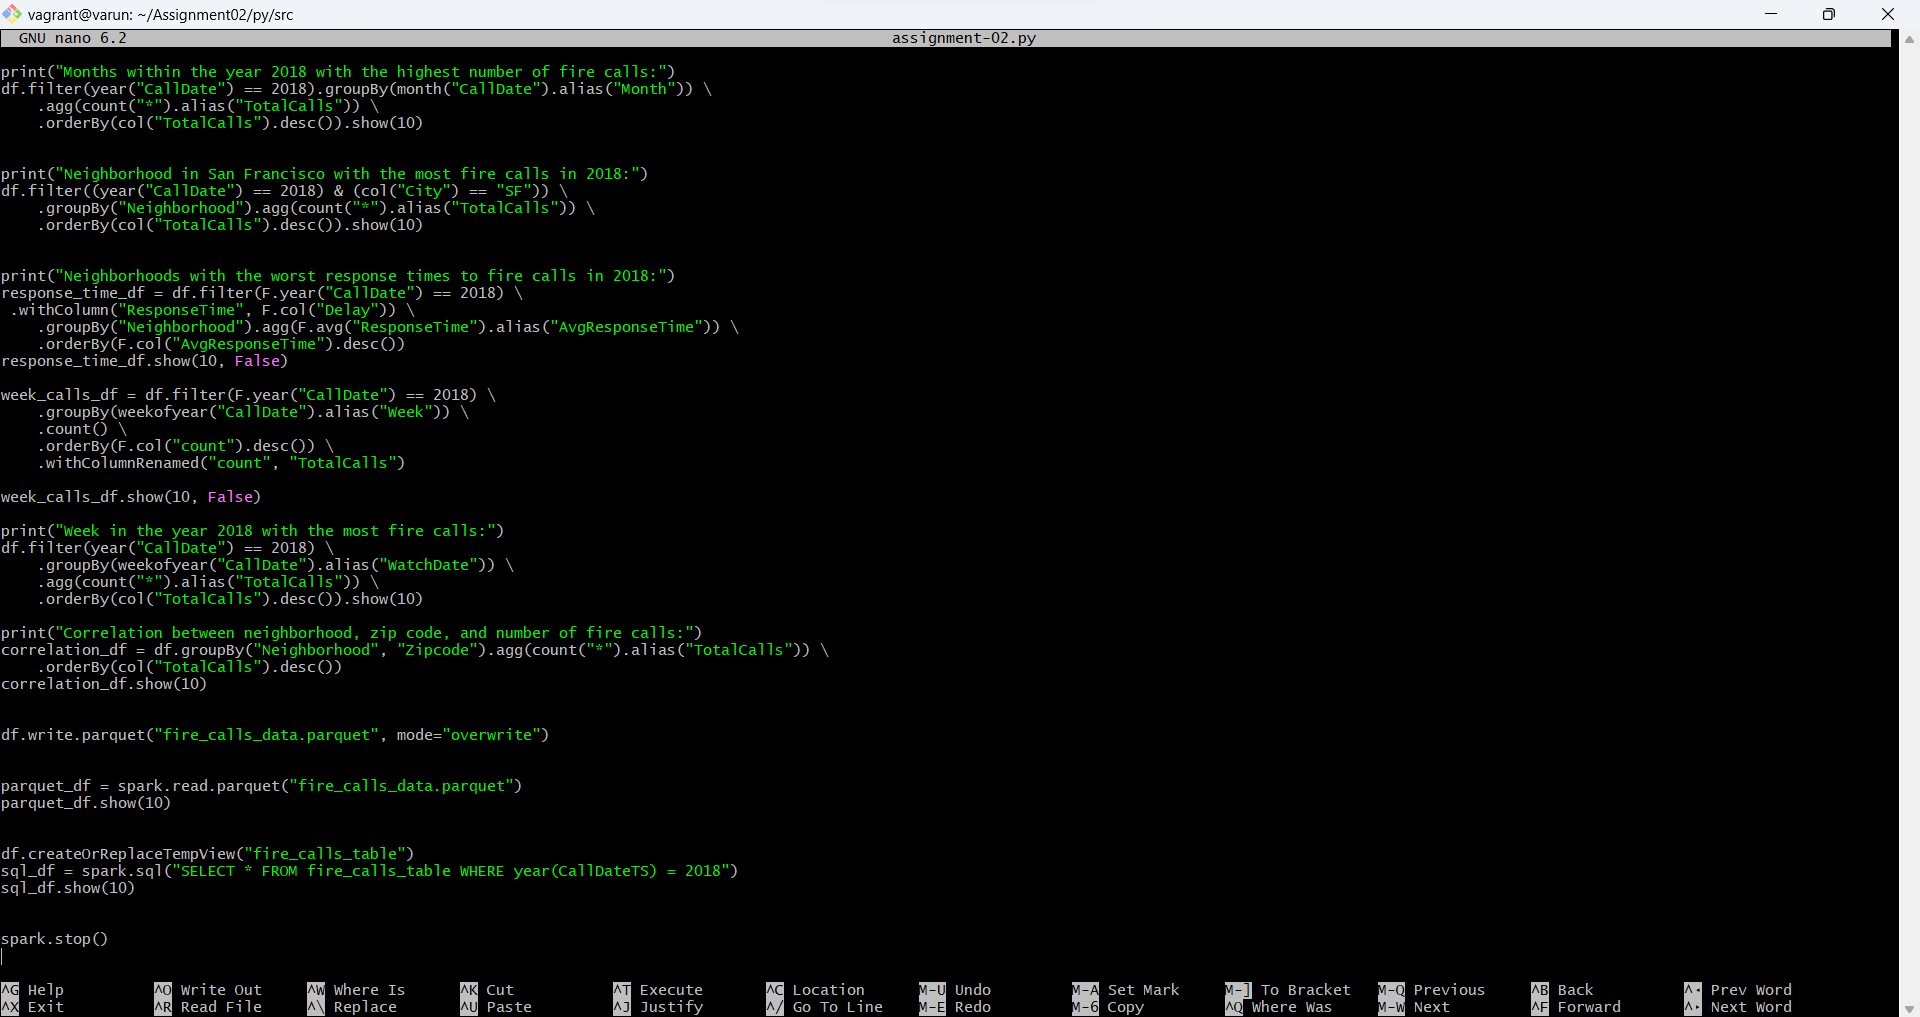 vagrant@varun: ~/Assignment02/py/src
GNU nano 6.2 assignment-02.py
print("Months within the year 2018 with the highest number of fire calls:")
df.filter(year("CallDate") == 2018).groupBy(month("CallDate").alias("Month")) \
    .agg(count("*").alias("TotalCalls")) \
    .orderBy(col("TotalCalls").desc()).show(10)
print("Neighborhood in San Francisco with the most fire calls in 2018:")
df.filter((year("CallDate") == 2018) & (col("City") == "SF")) \
    .groupBy("Neighborhood").agg(count("*").alias("TotalCalls")) \
    .orderBy(col("TotalCalls").desc()).show(10)
print("Neighborhoods with the worst response times to fire calls in 2018:")
response_time_df = df.filter(F.year("CallDate") == 2018) \
 .withColumn("ResponseTime", F.col("Delay")) \
    .groupBy("Neighborhood").agg(F.avg("ResponseTime").alias("AvgResponseTime")) \
    .orderBy(F.col("AvgResponseTime").desc())
response_time_df.show(10, False)
week_calls_df = df.filter(F.year("CallDate") == 2018) \
    .groupBy(weekofyear("CallDate").alias("Week")) \
    .count() \
    .orderBy(F.col("count").desc()) \
    .withColumnRenamed("count", "TotalCalls")
week_calls_df.show(10, False)
print("Week in the year 2018 with the most fire calls:")
df.filter(year("CallDate") == 2018) \
    .groupBy(weekofyear("CallDate").alias("WatchDate")) \
    .agg(count("*").alias("TotalCalls")) \
    .orderBy(col("TotalCalls").desc()).show(10)
print("Correlation between neighborhood, zip code, and number of fire calls:")
correlation_df = df.groupBy("Neighborhood", "Zipcode").agg(count("*").alias("TotalCalls")) \
    .orderBy(col("TotalCalls").desc())
correlation_df.show(10)
df.write.parquet("fire_calls_data.parquet", mode="overwrite")
parquet_df = spark.read.parquet("fire_calls_data.parquet")
parquet_df.show(10)
df.createOrReplaceTempView("fire_calls_table")
sql_df = spark.sql("SELECT * FROM fire_calls_table WHERE year(CallDateTS) = 2018")
sql_df.show(10)
spark.stop()
^G Help ^O Write Out ^W Where Is ^K Cut ^T Execute ^C Location M-U Undo M-A Set Mark M-] To Bracket M-Q Previous ^B Back ^◂ Prev Word
^X Exit ^R Read File ^\ Replace ^U Paste ^J Justify ^/ Go To Line M-E Redo M-6 Copy ^Q Where Was M-W Next ^F Forward ^▸ Next Word